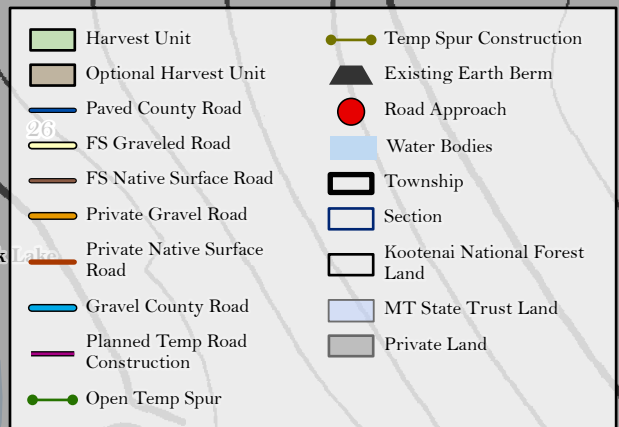 Harvest Unit
Optional Harvest Unit
Paved County Road
26
FS Graveled Road
FS Native Surface Road
Private Gravel Road
k Lake
Private Native Surface
Road
Gravel County Road
Planned Temp Road
Construction
Open Temp Spur
Temp Spur Construction
Existing Earth Berm
Road Approach
Water Bodies
Township
Section
Kootenai National Forest
Land
MT State Trust Land
Private Land